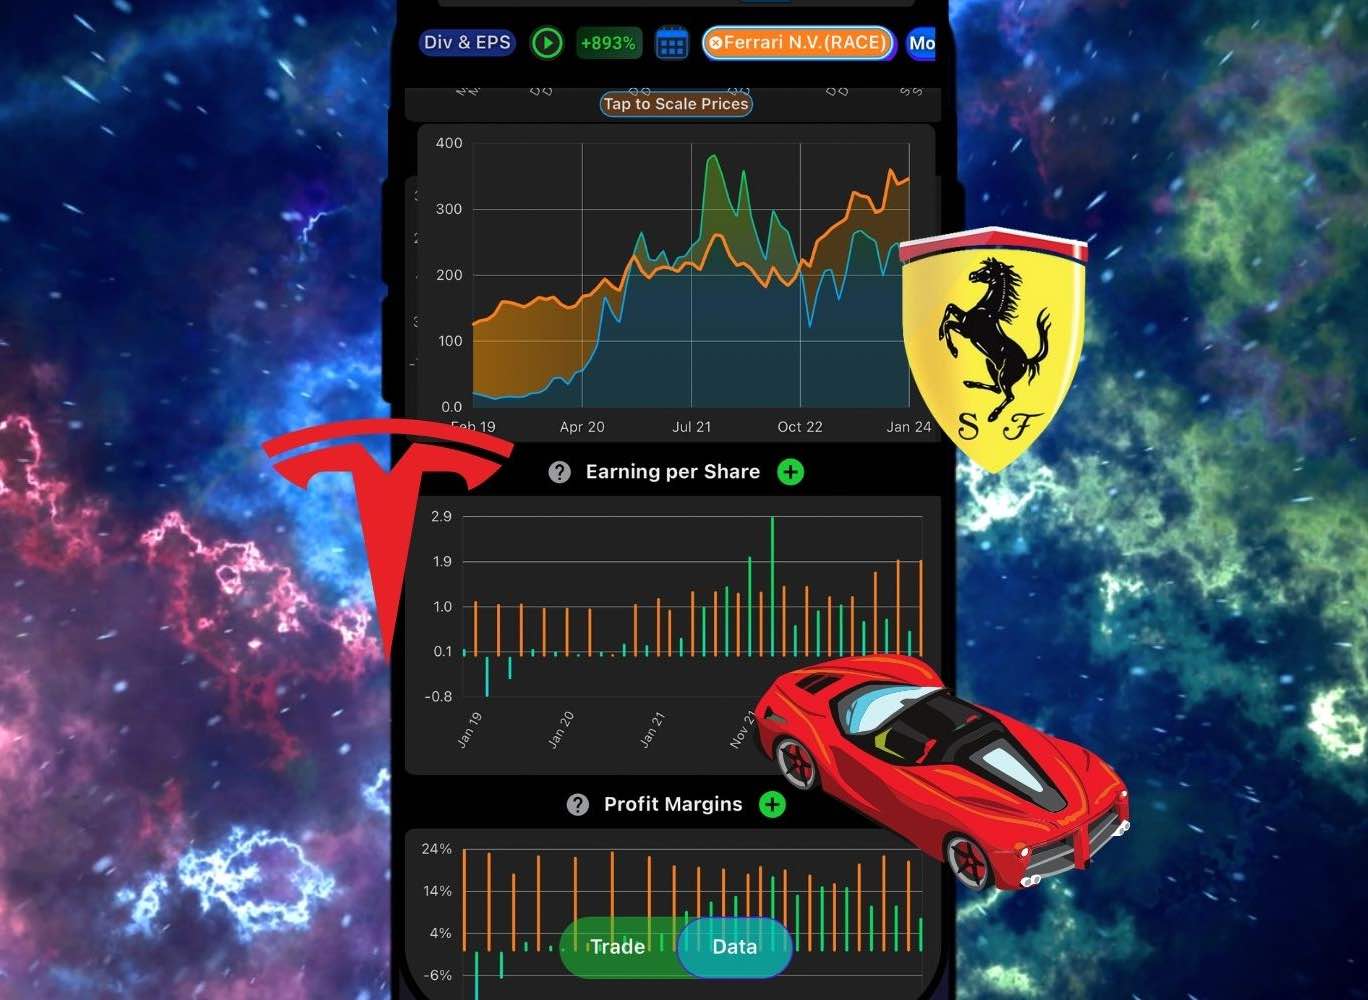 Div & EPS
+893%
Ferrari N.V.(RACE)
Mo
Tap to Scale Prices
400
300
200
100
0.0
Feb 19 Apr 20 Jul 21 Oct 22 Jan 24
? Earning per Share +
2.9
1.9
1.0
0.1
-0.8
Jan 19 Jan 20 Jan 21 Nov 21
? Profit Margins +
24%
14%
4%
-6%
Trade Data
S F